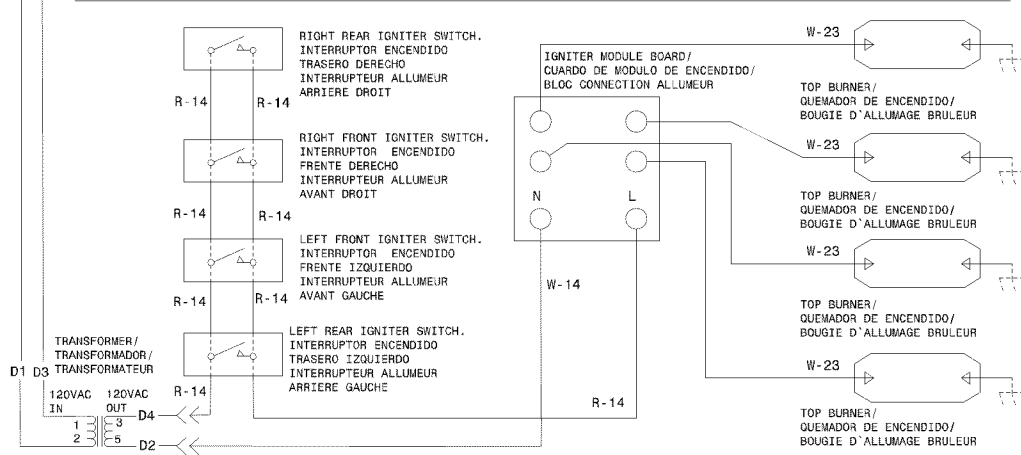 RIGHT REAR IGNITER SWITCH.
INTERRUPTOR ENCENDIDO
TRASERO DERECHO
INTERRUPTEUR ALLUMEUR
ARRIERE DROIT
R-14
R-14
RIGHT FRONT IGNITER SWITCH.
INTERRUPTOR ENCENDIDO
FRENTE DERECHO
INTERRUPTEUR ALLUMEUR
AVANT DROIT
R-14
R-14
LEFT FRONT IGNITER SWITCH.
INTERRUPTOR ENCENDIDO
FRENTE IZQUIERDO
INTERRUPTEUR ALLUMEUR
AVANT GAUCHE
R-14
R-14
LEFT REAR IGNITER SWITCH.
INTERRUPTOR ENCENDIDO
TRASERO IZQUIERDO
INTERRUPTEUR ALLUMEUR
ARRIERE GAUCHE
R-14
TRANSFORMER/
TRANSFORMADOR/
TRANSFORMATEUR
D1 D3
120VAC
IN
120VAC
OUT
1
2
3
5
D4
D2
IGNITER MODULE BOARD/
CUARDO DE MODULO DE ENCENDIDO/
BLOC CONNECTION ALLUMEUR
N
L
W-14
R-14
W-23
TOP BURNER/
QUEMADOR DE ENCENDIDO/
BOUGIE D`ALLUMAGE BRULEUR
W-23
TOP BURNER/
QUEMADOR DE ENCENDIDO/
BOUGIE D`ALLUMAGE BRULEUR
W-23
TOP BURNER/
QUEMADOR DE ENCENDIDO/
BOUGIE D`ALLUMAGE BRULEUR
W-23
TOP BURNER/
QUEMADOR DE ENCENDIDO/
BOUGIE D`ALLUMAGE BRULEUR